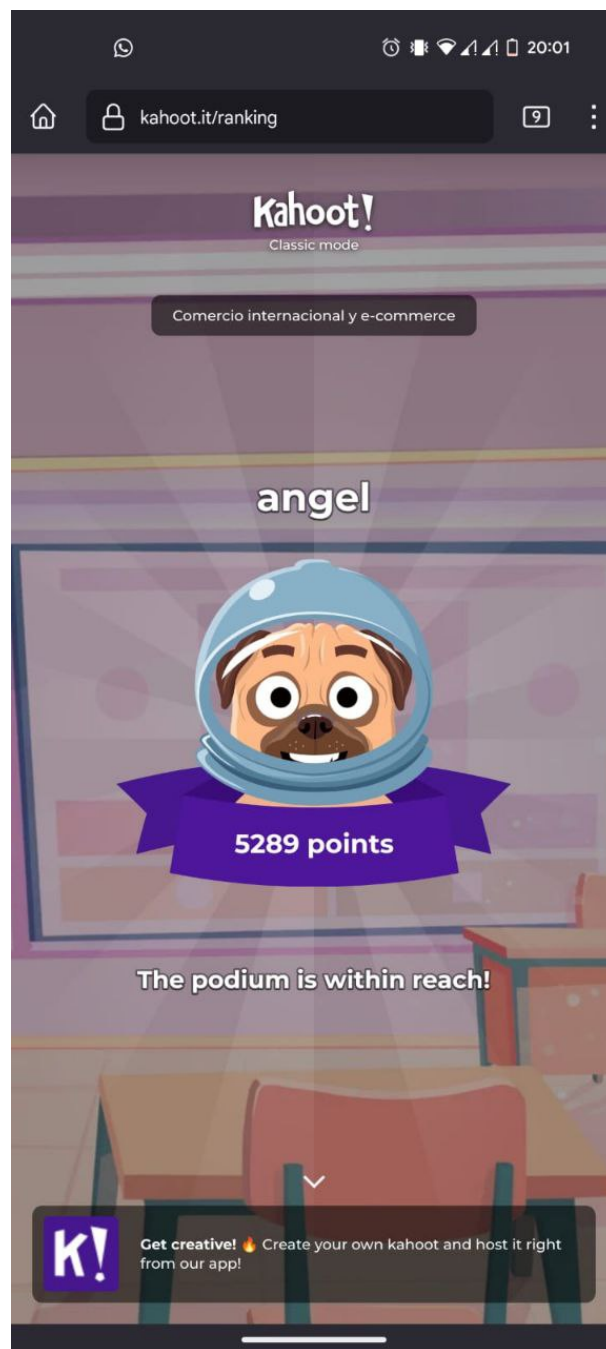 20:01
kahoot.it/ranking
9
Kahoot!
Classic mode
Comercio internacional y e-commerce
angel
5289 points
The podium is within reach!
K!
Get creative! 🔥 Create your own kahoot and host it right
from our app!